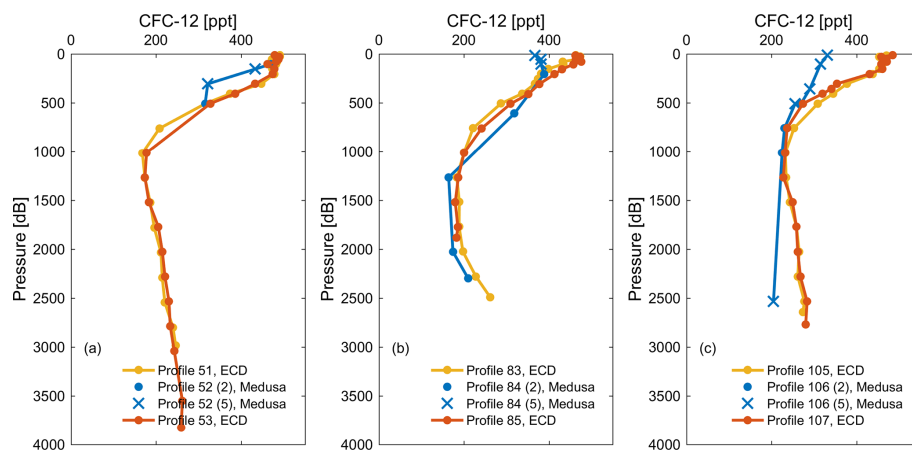 CFC-12 [ppt]
0 200 400
0
500
1000
1500
2000
2500
3000
3500
4000
Pressure [dB]
(a)
Profile 51, ECD
Profile 52 (2), Medusa
Profile 52 (5), Medusa
Profile 53, ECD
CFC-12 [ppt]
0 200 400
0
500
1000
1500
2000
2500
3000
3500
4000
Pressure [dB]
(b)
Profile 83, ECD
Profile 84 (2), Medusa
Profile 84 (5), Medusa
Profile 85, ECD
CFC-12 [ppt]
0 200 400
0
500
1000
1500
2000
2500
3000
3500
4000
Pressure [dB]
(c)
Profile 105, ECD
Profile 106 (2), Medusa
Profile 106 (5), Medusa
Profile 107, ECD